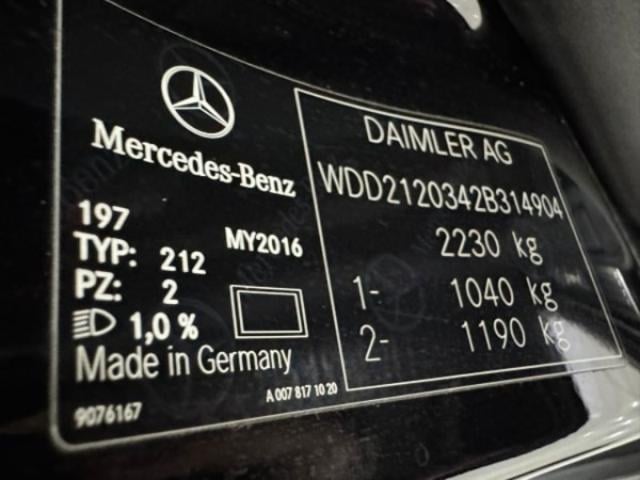 Mercedes-Benz
197
TYP: 212 MY2016
PZ: 2
1,0 %
Made in Germany
9076167
A 007 817 10 20
DAIMLER AG
WDD2120342B314904
2230 kg
1- 1040 kg
2- 1190 kg